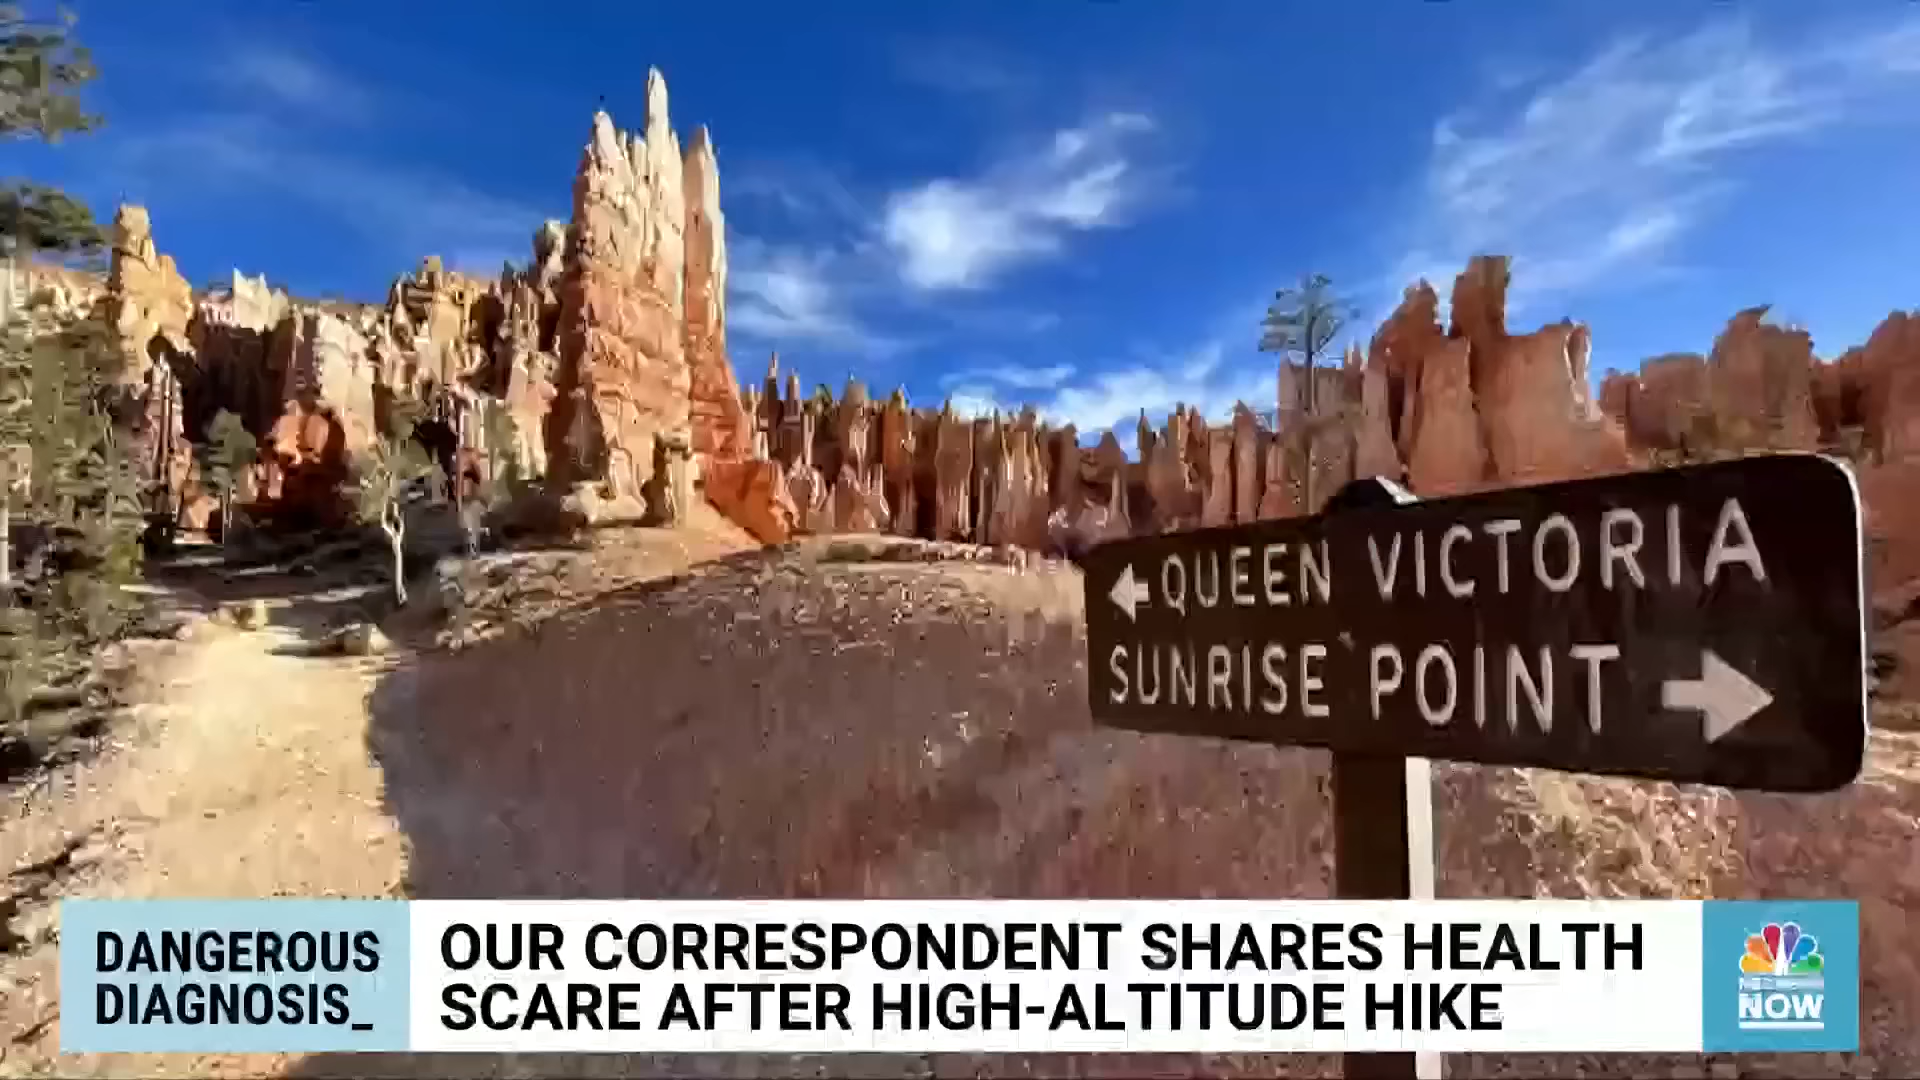 QUEEN VICTORIA
SUNRISE POINT
DANGEROUS
DIAGNOSIS_
OUR CORRESPONDENT SHARES HEALTH
SCARE AFTER HIGH-ALTITUDE HIKE
NOW